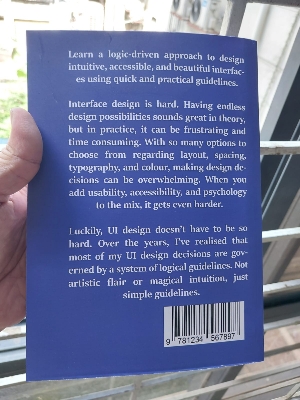 Learn a logic-driven approach to design
intuitive, accessible, and beautiful interfac-
es using quick and practical guidelines.
Interface design is hard. Having endless
design possibilities sounds great in theory,
but in practice, it can be frustrating and
time consuming. With so many options to
choose from regarding layout, spacing,
typography, and colour, making design de-
cisions can be overwhelming. When you
add usability, accessibility, and psychology
to the mix, it gets even harder.
Luckily, UI design doesn't have to be so
hard. Over the years, I've realised that
most of my UI design decisions are gov-
erned by a system of logical guidelines. Not
artistic flair or magical intuition, just
simple guidelines.
9 781234 567897